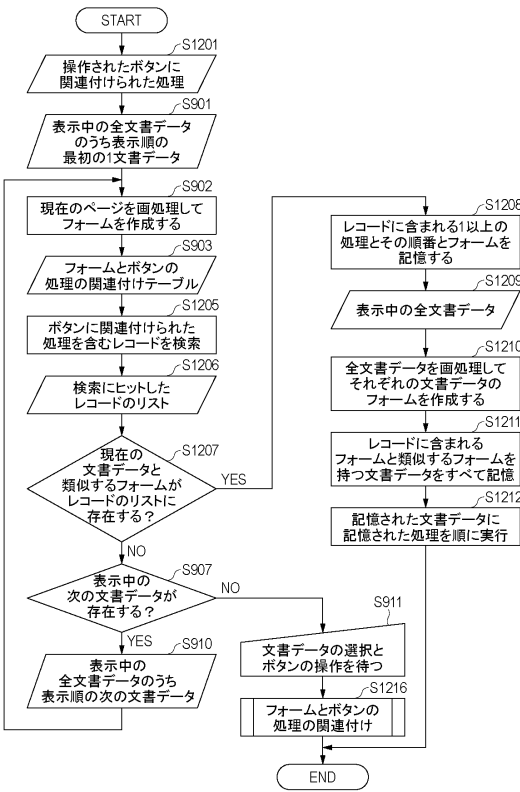 START
S1201
操作されたボタンに
関連付けられた処理
S901
表示中の全文書データ
のうち表示順の
最初の1文書データ
S902
現在のページを画処理して
フォームを作成する
S903
フォームとボタンの
処理の関連付けテーブル
S1205
ボタンに関連付けられた
処理を含むレコードを検索
S1206
検索にヒットした
レコードのリスト
S1207
現在の
文書データと
類似するフォームが
レコードのリストに
存在する?
YES
NO
S907
表示中の
次の文書データが
存在する?
NO
YES
S910
表示中の
全文書データのうち
表示順の次の文書データ
S1208
レコードに含まれる1以上の
処理とその順番とフォームを
記憶する
S1209
表示中の全文書データ
S1210
全文書データを画処理して
それぞれの文書データの
フォームを作成する
S1211
レコードに含まれる
フォームと類似するフォームを
持つ文書データをすべて記憶
S1212
記憶された文書データに
記憶された処理を順に実行
S911
文書データの選択と
ボタンの操作を待つ
S1216
フォームとボタンの
処理の関連付け
END